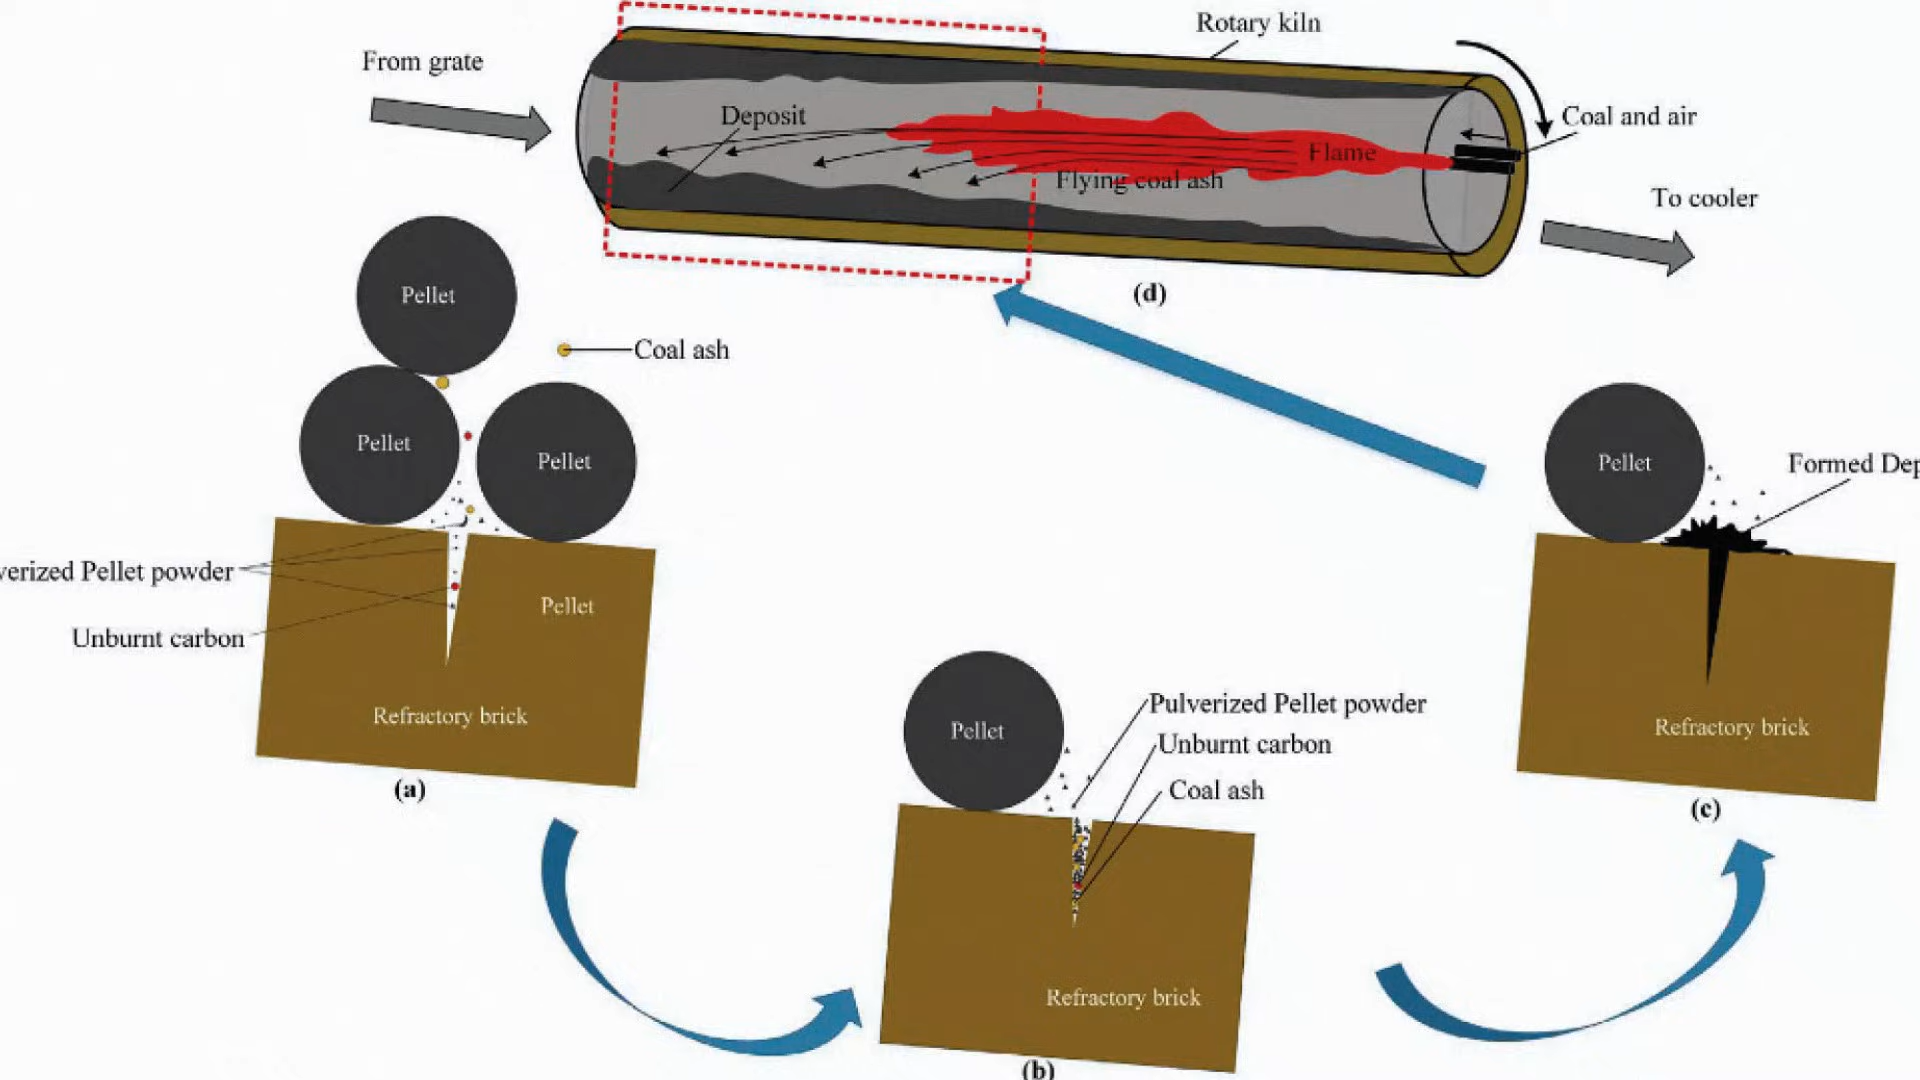 Rotary kiln
From grate
Deposit
Coal and air
Flame
Flying coal ash
To cooler
(d)
Pellet
Coal ash
Pellet
Pellet
verized Pellet powder
Pellet
Unburnt carbon
Refractory brick
(a)
Pellet
Pulverized Pellet powder
Unburnt carbon
Coal ash
Refractory brick
(b)
Pellet
Formed Dep
Refractory brick
(c)